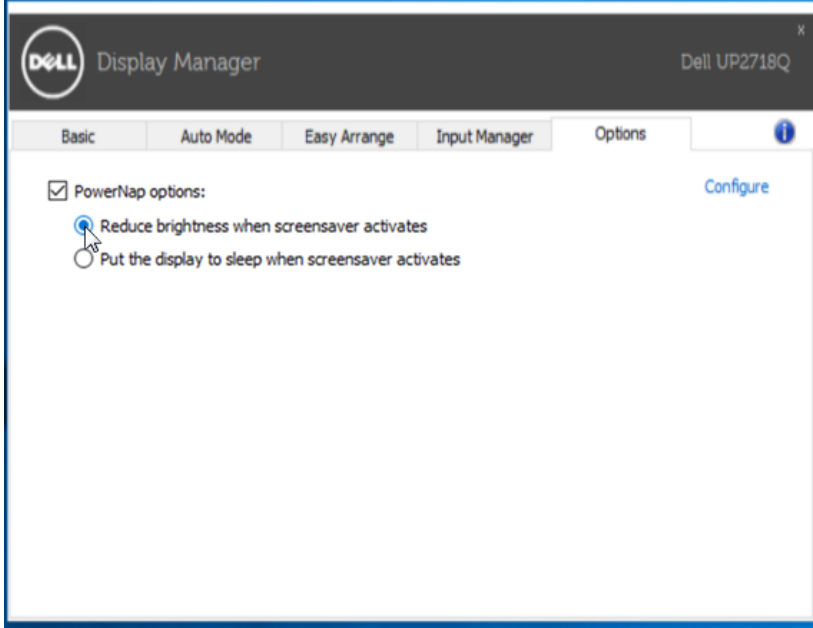 DELL Display Manager
x
Dell UP2718Q
Basic Auto Mode Easy Arrange Input Manager Options i
PowerNap options: Configure
Reduce brightness when screensaver activates
Put the display to sleep when screensaver activates